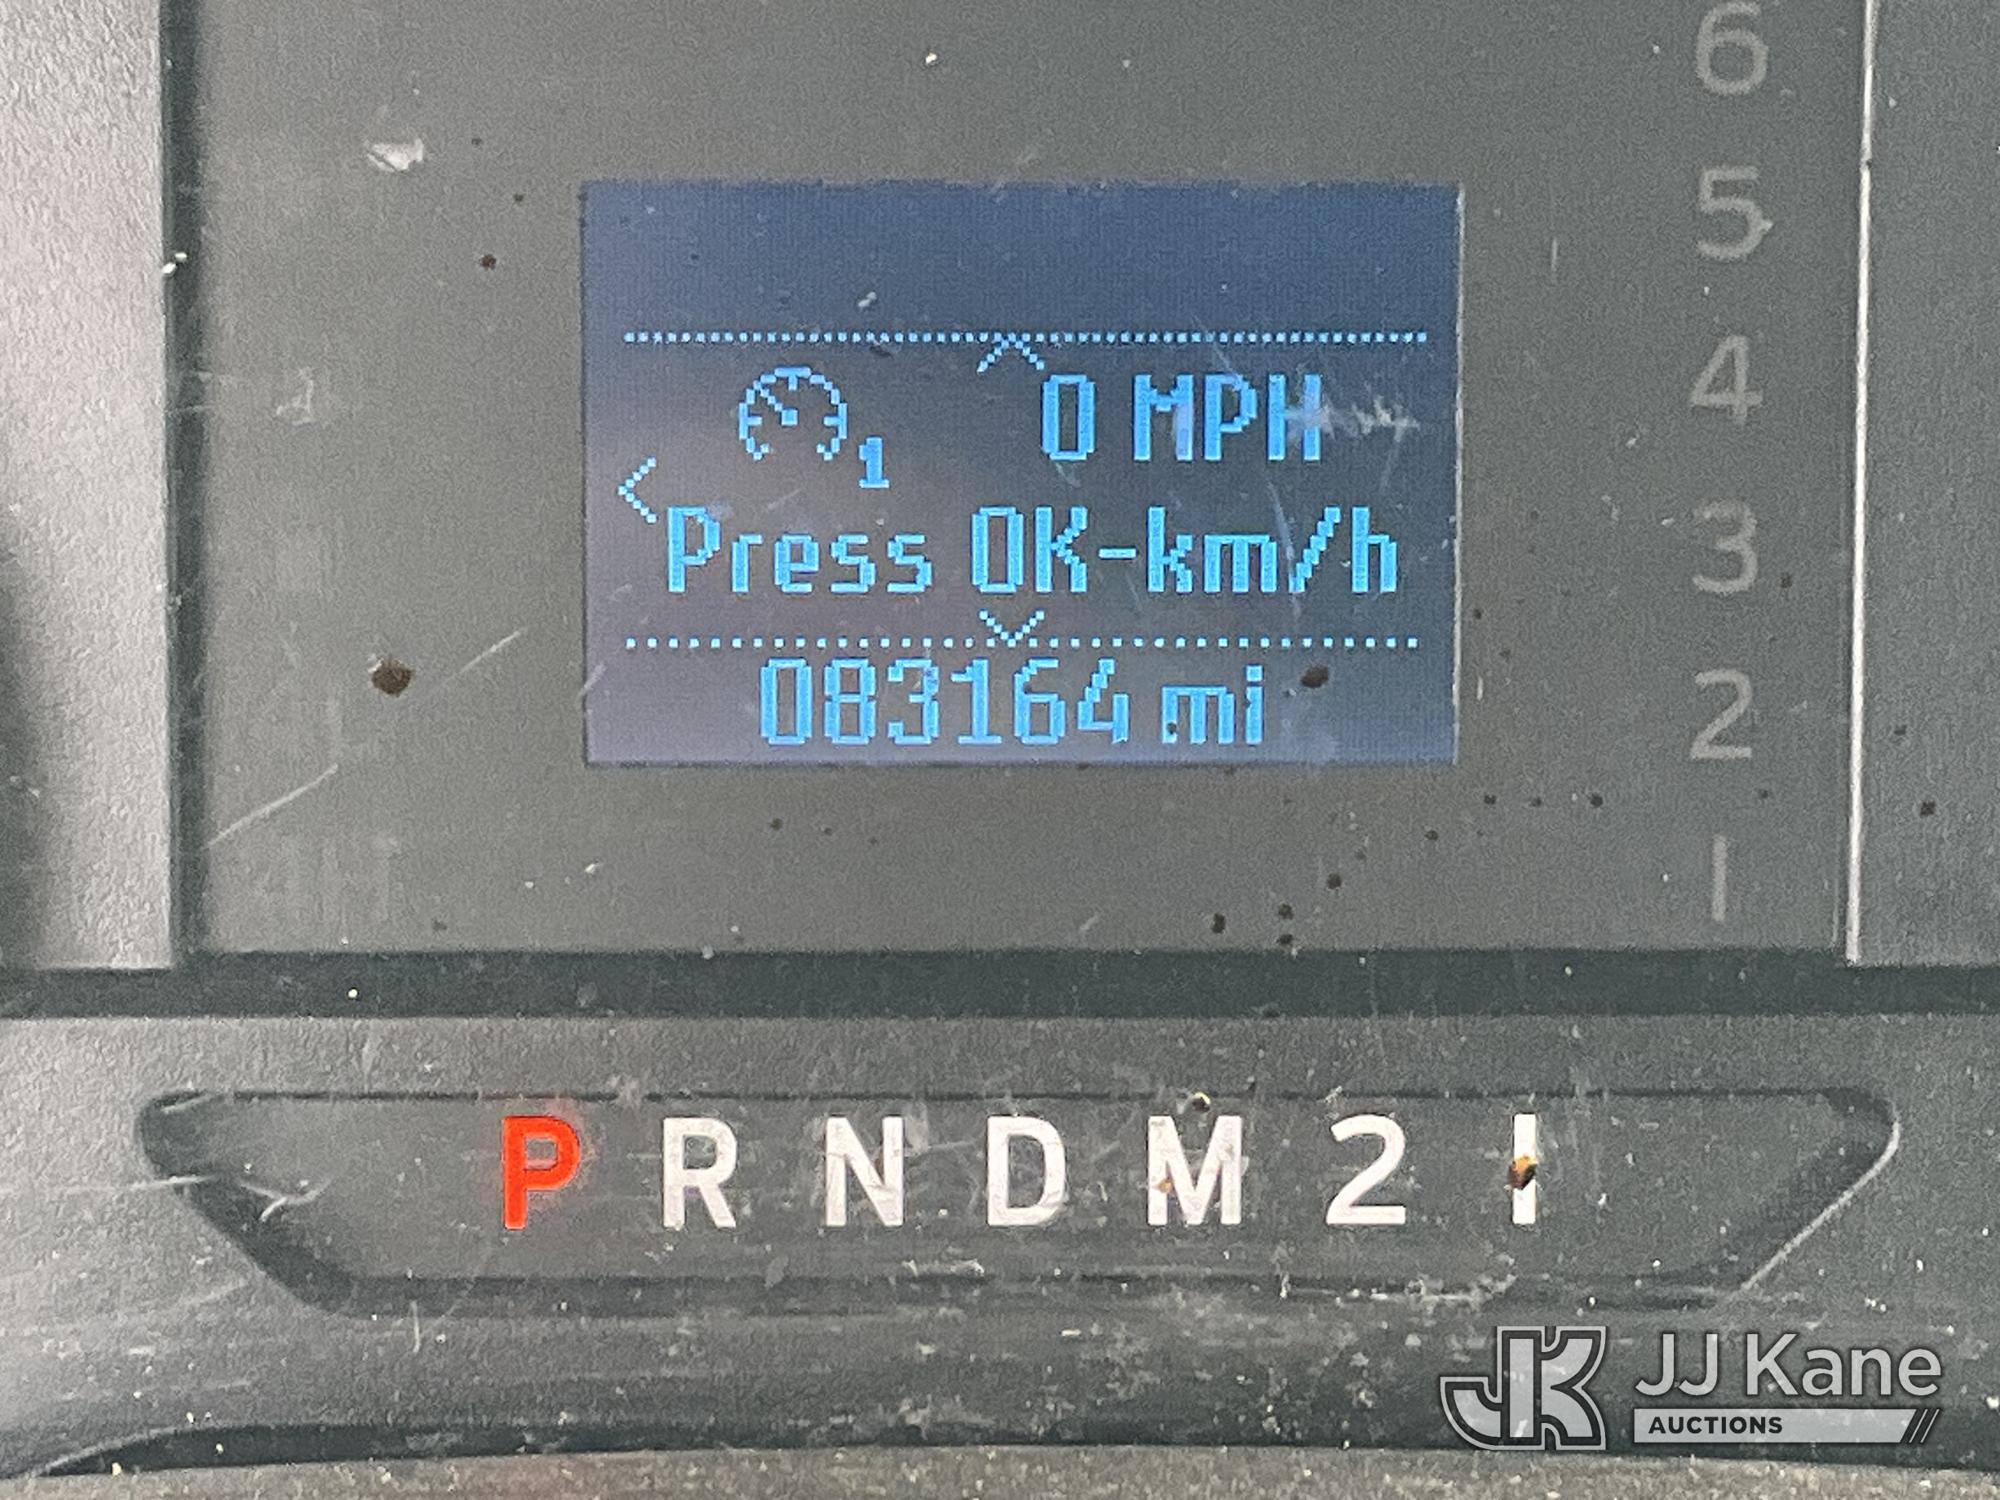 6
5
4
3
2
1
0 MPH
1
Press OK-km/h
083164 mi
P R N D M 2 1
JK JJ Kane
AUCTIONS